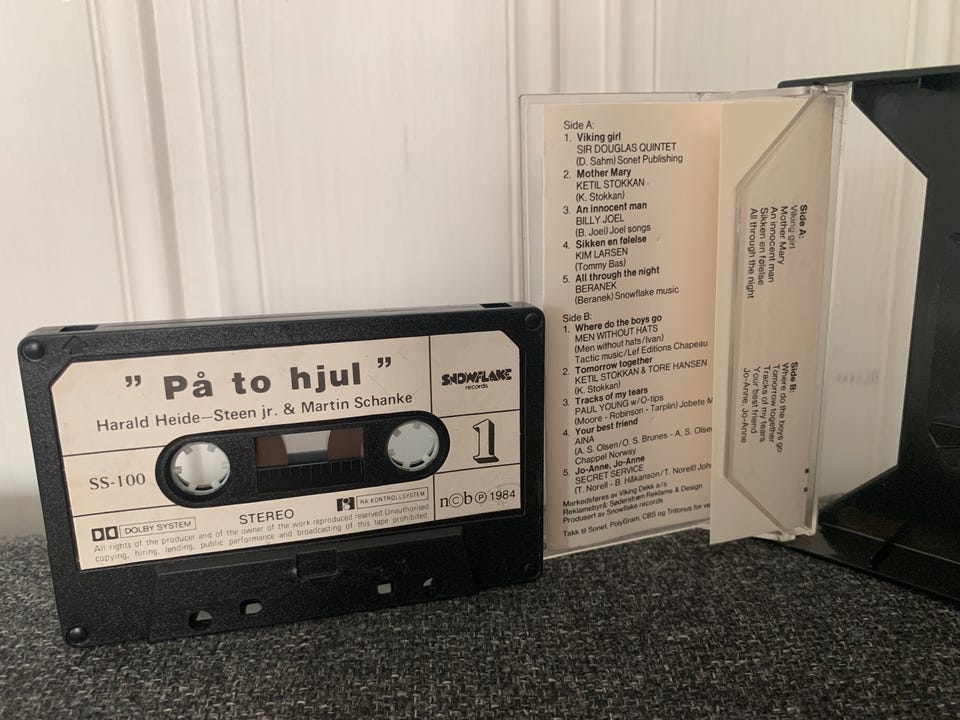 " På to hjul "
Harald Heide–Steen jr. & Martin Schanke
SNOWFLAKE
records
SS-100
1
DOLBY SYSTEM
STEREO
RA KONTROLLSYSTEM
n©b ℗ 1984
All rights of the producer and of the owner of the work reproduced reserved. Unauthorised
copying, hiring, lending, public performance and broadcasting of this tape prohibited.
Side A:
1. Viking girl
SIR DOUGLAS QUINTET
(D. Sahm) Sonet Publishing
2. Mother Mary
KETIL STOKKAN
(K. Stokkan)
3. An innocent man
BILLY JOEL
(B. Joel) Joel songs
4. Sikken en følelse
KIM LARSEN
(Tommy Bas)
5. All through the night
BERANEK
(Beranek) Snowflake music
Side B:
1. Where do the boys go
MEN WITHOUT HATS
(Men without hats/Ivan)
Tactic music/Lef Editions Chapeau
2. Tomorrow together
KETIL STOKKAN & TORE HANSEN
(K. Stokkan)
3. Tracks of my tears
PAUL YOUNG w/O-tips
(Moore - Robinson - Tarplin) Jobete M
4. Your best friend
AINA
(A. S. Olsen/O. S. Brunes - A. S. Olsen
Chappel Norway
5. Jo-Anne, Jo-Anne
SECRET SERVICE
(T. Norell - B. Håkanson/T. Norell)
Markedsføres av Viking Dekk a/s
Reklamebyrå: Søderstrøm Reklame & Design
Produsert av Snowflake records
Takk til Sonet, PolyGram, CBS og Tritonus for
Side A:
Viking girl
Mother Mary
An innocent man
Sikken en følelse
All through the night
Side B:
Where do the boys go
Tomorrow together
Tracks of my tears
Your best friend
Jo-Anne, Jo-Anne